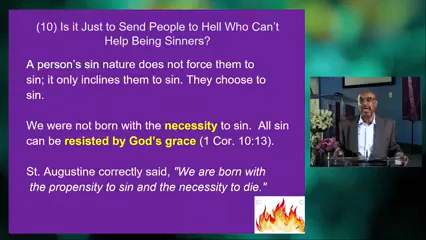 (10) Is it Just to Send People to Hell Who Can't
Help Being Sinners?
A person's sin nature does not force them to
sin; it only inclines them to sin. They choose to
sin.
We were not born with the necessity to sin. All sin
can be resisted by God's grace (1 Cor. 10:13).
St. Augustine correctly said, "We are born with
the propensity to sin and the necessity to die."